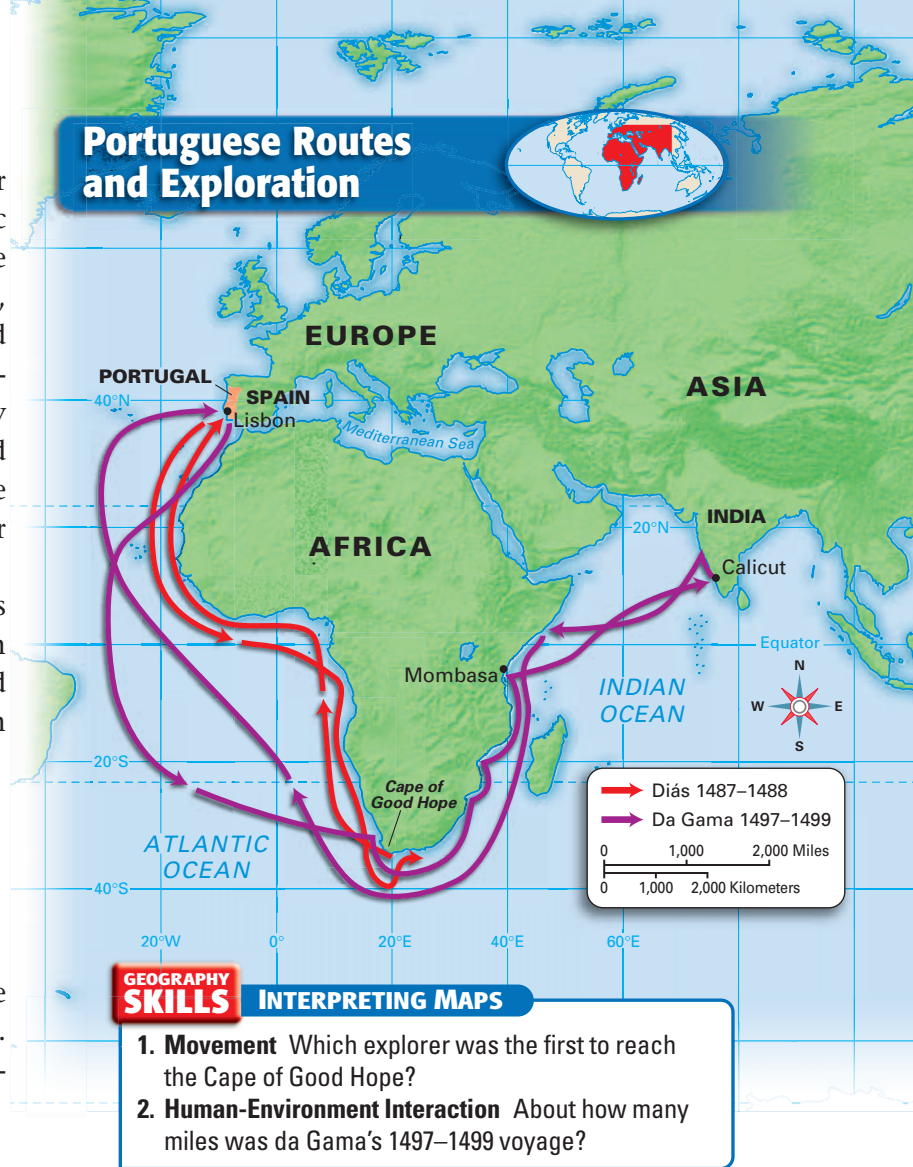 Portuguese Routes
and Exploration
EUROPE
ASIA
PORTUGAL
SPAIN
40°N
Lisbon
Mediterranean Sea
20°N
INDIA
AFRICA
Calicut
Equator
Mombasa
INDIAN
OCEAN
N
W
E
S
20°S
Cape of
Good Hope
ATLANTIC
OCEAN
40°S
Diás 1487–1488
Da Gama 1497–1499
0 1,000 2,000 Miles
0 1,000 2,000 Kilometers
20°W 0° 20°E 40°E 60°E
GEOGRAPHY
SKILLS INTERPRETING MAPS
1. Movement Which explorer was the first to reach
the Cape of Good Hope?
2. Human-Environment Interaction About how many
miles was da Gama's 1497–1499 voyage?